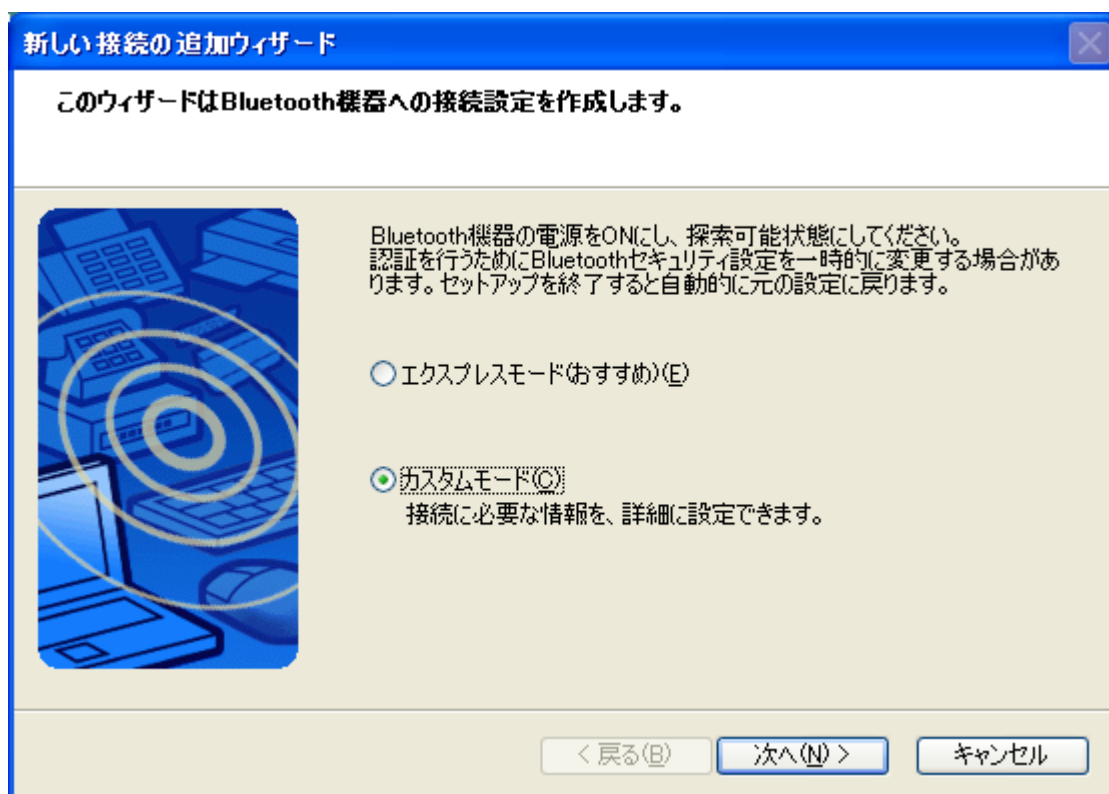 新しい接続の追加ウィザード
このウィザードはBluetooth機器への接続設定を作成します。
Bluetooth機器の電源をONにし、探索可能状態にしてください。
認証を行うためにBluetoothセキュリティ設定を一時的に変更する場合があ
ります。セットアップを終了すると自動的に元の設定に戻ります。
エクスプレスモード(おすすめ)(E)
カスタムモード(C)
接続に必要な情報を、詳細に設定できます。
< 戻る(B) 次へ(N) > キャンセル